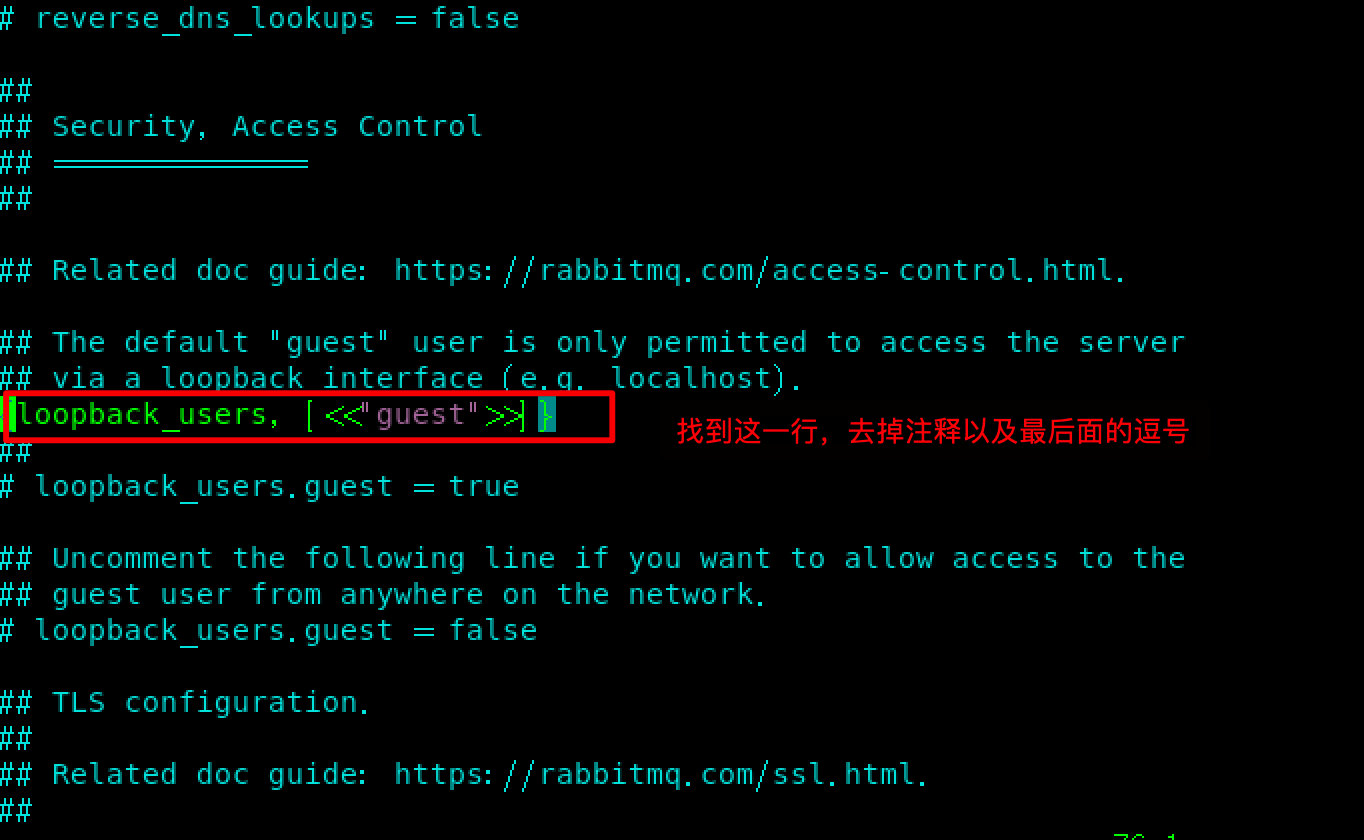 # reverse_dns_lookups = false
##
## Security, Access Control
## ==============
##
## Related doc guide: https://rabbitmq.com/access-control.html.
## The default "guest" user is only permitted to access the server
## via a loopback interface (e.g. localhost).
{loopback_users, [<<"guest">>]}
找到这一行，去掉注释以及最后面的逗号
##
# loopback_users.guest = true
## Uncomment the following line if you want to allow access to the
## guest user from anywhere on the network.
# loopback_users.guest = false
## TLS configuration.
##
## Related doc guide: https://rabbitmq.com/ssl.html.
##